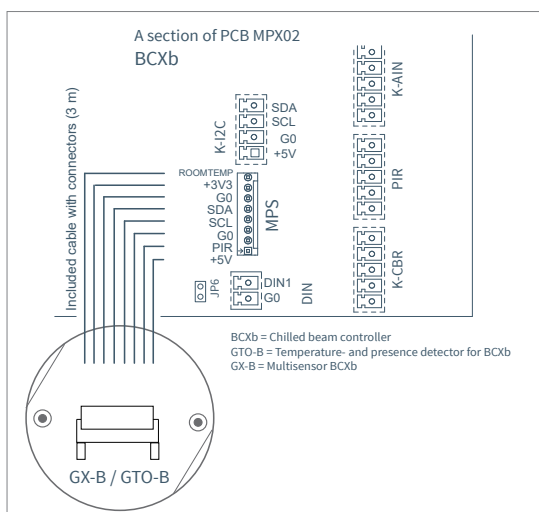 A section of PCB MPX02
BCXb
Included cable with connectors (3 m)
K-I2C
SDA
SCL
G0
+5V
K-AIN
ROOMTEMP
+3V3
G0
SDA
SCL
G0
PIR
+5V
MPS
PIR
JP6
DIN1
G0
DIN
K-CBR
BCXb = Chilled beam controller
GTO-B = Temperature- and presence detector for BCXb
GX-B = Multisensor BCXb
GX-B / GTO-B